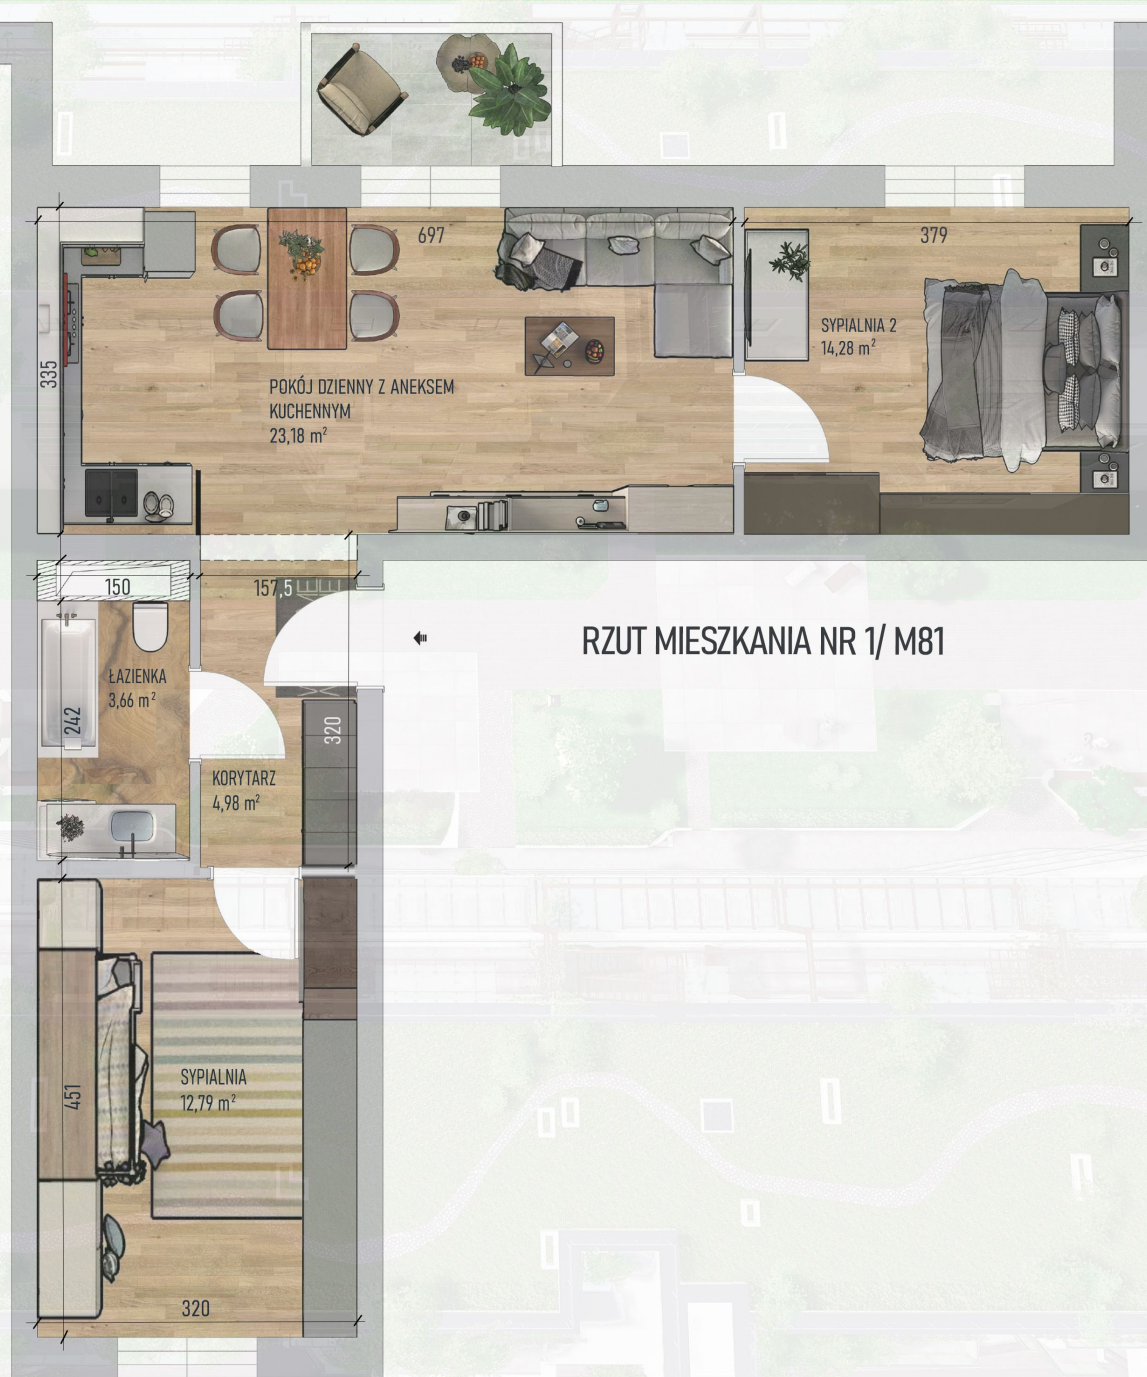 697
379
335
SYPIALNIA 2
14,28 m²
POKÓJ DZIENNY Z ANEKSEM
KUCHENNYM
23,18 m²
150
157,5
RZUT MIESZKANIA NR 1/ M81
ŁAZIENKA
3,66 m²
242
320
KORYTARZ
4,98 m²
451
SYPIALNIA
12,79 m²
320